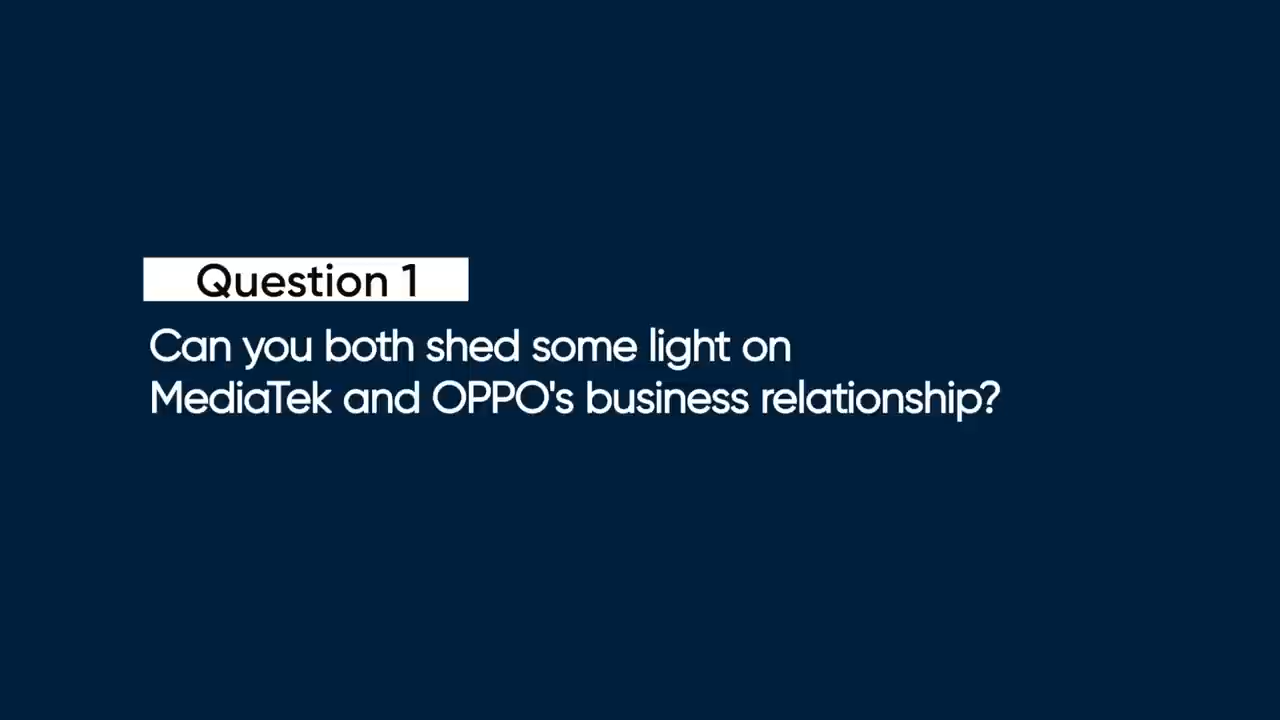 Question 1
Can you both shed some light on
MediaTek and OPPO's business relationship?